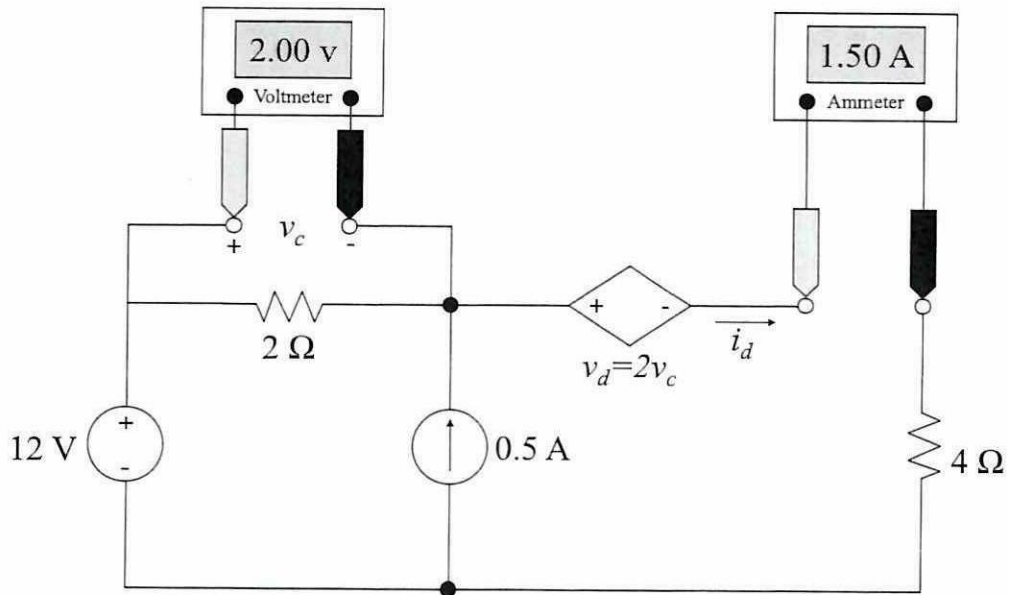 2.00 v
Voltmeter
1.50 A
Ammeter
+ v_c -
2 Ω
+ -
v_d=2v_c
i_d
12 V
+
-
0.5 A
4 Ω